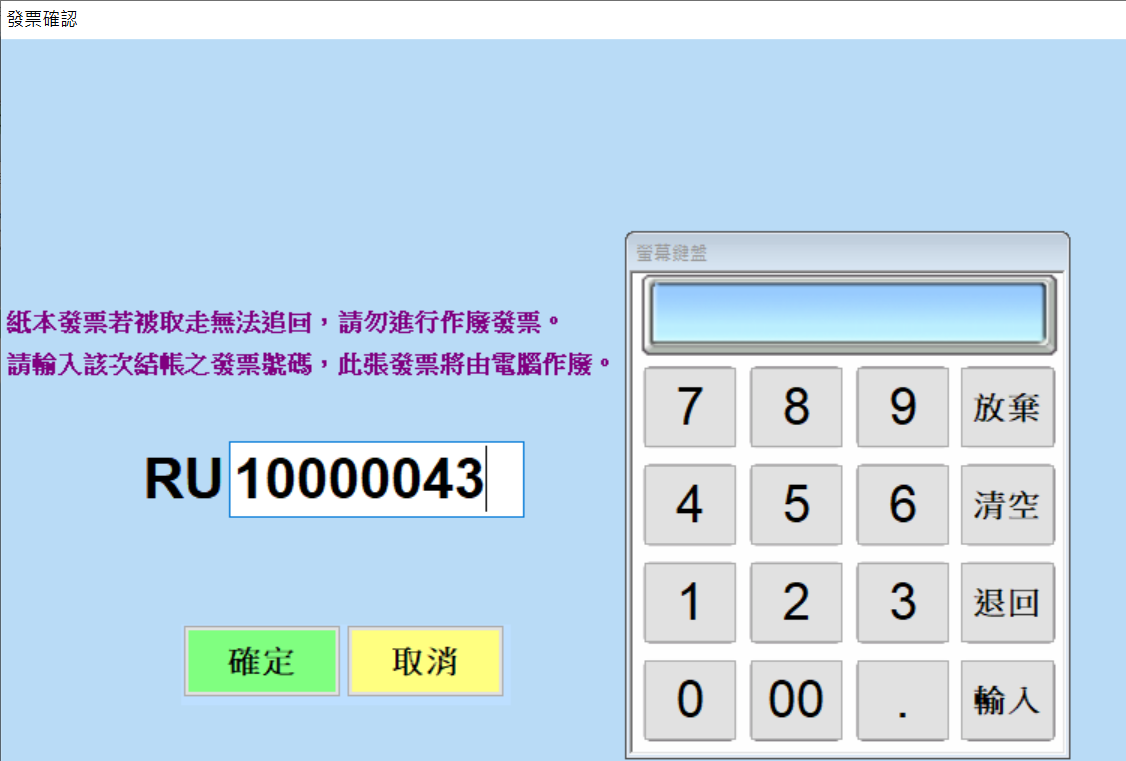 發票確認
紙本發票若被取走無法追回，請勿進行作廢發票。
請輸入該次結帳之發票號碼，此張發票將由電腦作廢。
RU 10000043
確定 取消
螢幕鍵盤
7 8 9 放棄
4 5 6 清空
1 2 3 退回
0 00 . 輸入